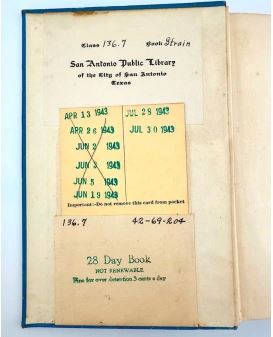 Class 136.7 Book Strain
San Antonio Public Library
of the City of San Antonio
Texas
APR 13 1943 JUL 29 1943
APR 26 1943 JUL 30 1943
JUN 2 1943
JUN 3 1943
JUN 5 1943
JUN 19 1943
Important:-Do not remove this card from pocket
136.7 42-69-204
28 Day Book
NOT RENEWABLE
Fine for over detention 3 cents a day